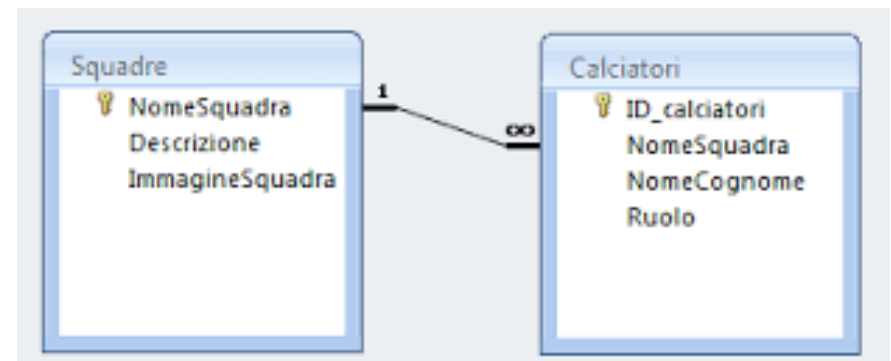 Squadre
NomeSquadra
Descrizione
ImmagineSquadra
1
∞
Calciatori
ID_calciatori
NomeSquadra
NomeCognome
Ruolo